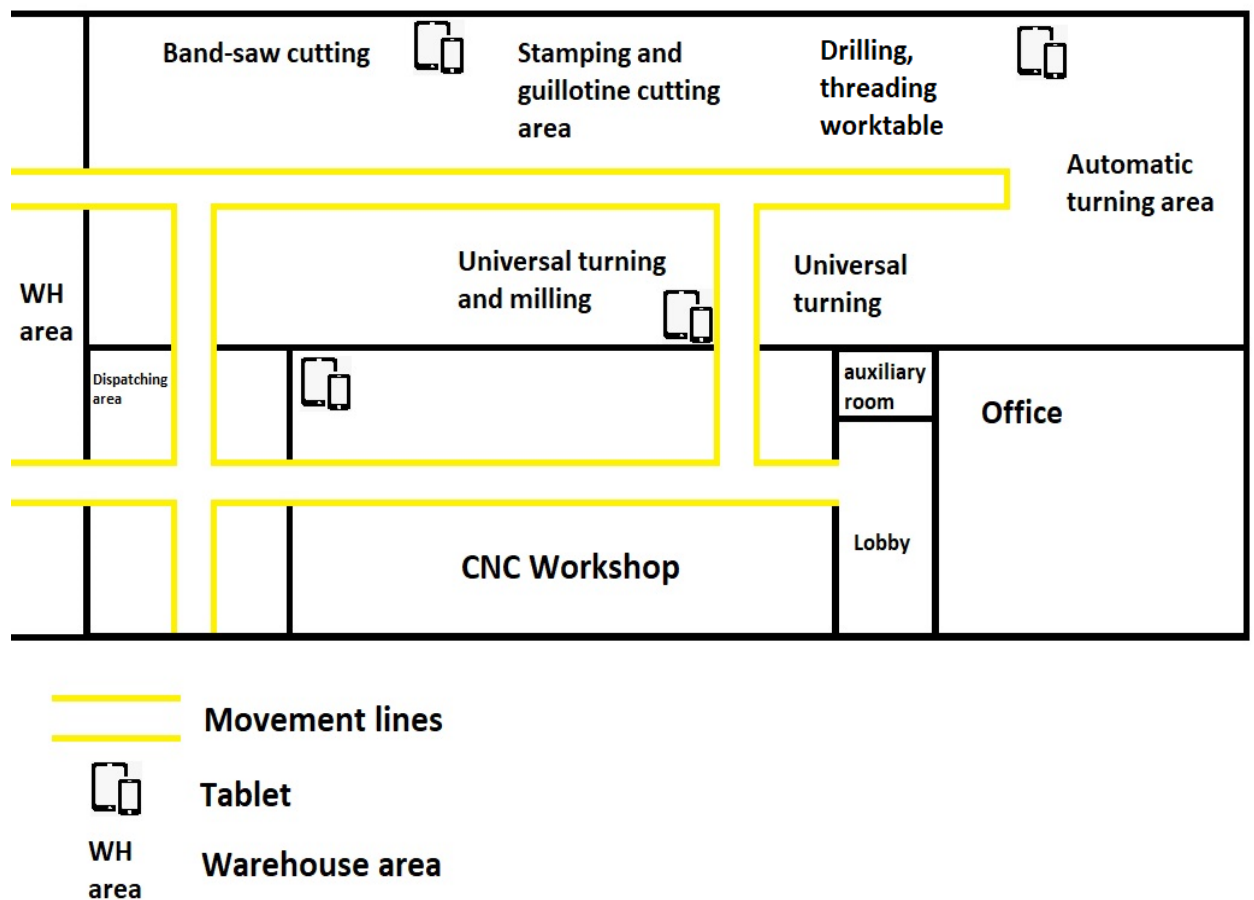 Band-saw cutting
Stamping and
guillotine cutting
area
Drilling,
threading
worktable
Automatic
turning area
Universal turning
and milling
Universal
turning
WH
area
Dispatching
area
auxiliary
room
Office
Lobby
CNC Workshop
Movement lines
Tablet
WH
area
Warehouse area